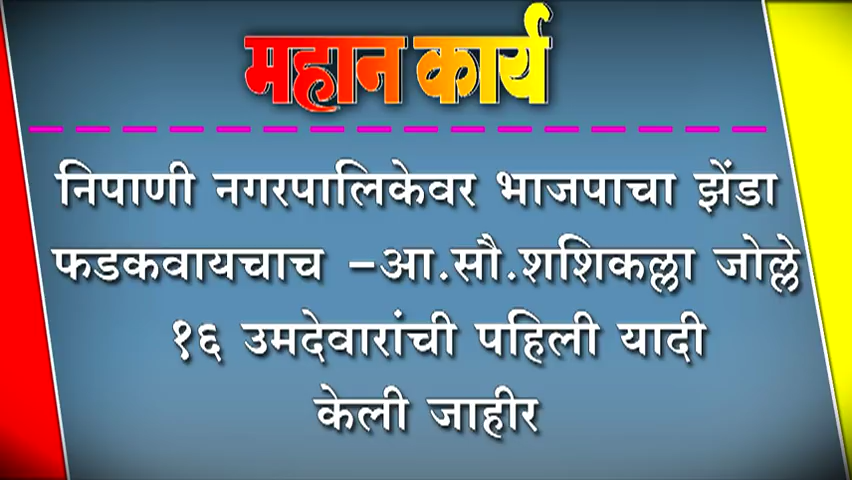 महान कार्य
निपाणी नगरपालिकेवर भाजपाचा झेंडा
फडकवायचाच -आ.सौ.शशिकल्ला जोल्ले
१६ उमदेवारांची पहिली यादी
केली जाहीर